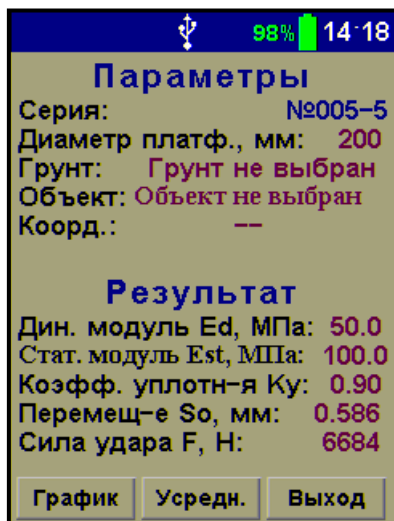 98% 14:18
Параметры
Серия: №005-5
Диаметр платф., мм: 200
Грунт: Грунт не выбран
Объект: Объект не выбран
Коорд.: --
Результат
Дин. модуль Ed, МПа: 50.0
Стат. модуль Est, МПа: 100.0
Коэфф. уплотн-я Ку: 0.90
Перемещ-е So, мм: 0.586
Сила удара F, Н: 6684
График Усредн. Выход